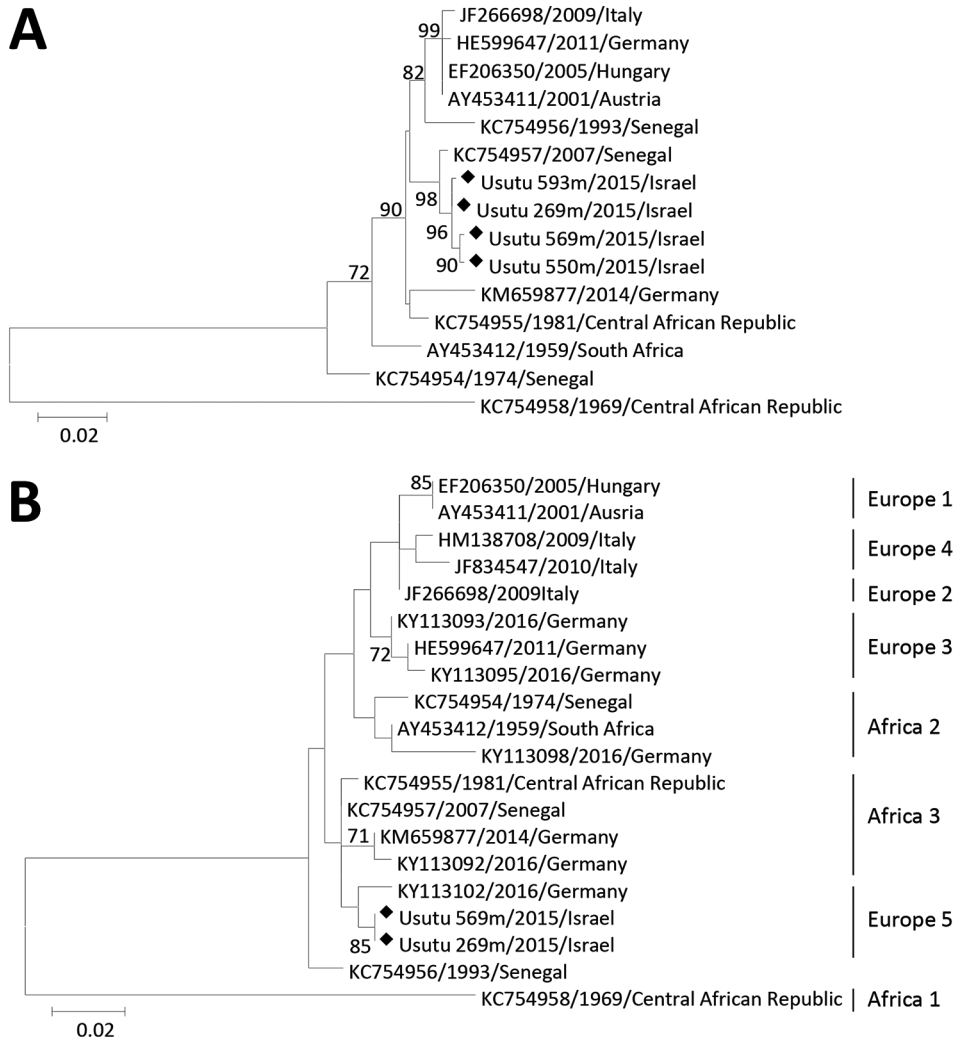 A
JF266698/2009/Italy
99
HE599647/2011/Germany
EF206350/2005/Hungary
82
AY453411/2001/Austria
KC754956/1993/Senegal
KC754957/2007/Senegal
Usutu 593m/2015/Israel
98
Usutu 269m/2015/Israel
90
96
Usutu 569m/2015/Israel
90
Usutu 550m/2015/Israel
72
KM659877/2014/Germany
KC754955/1981/Central African Republic
AY453412/1959/South Africa
KC754954/1974/Senegal
KC754958/1969/Central African Republic
0.02
B
85 EF206350/2005/Hungary
Europe 1
AY453411/2001/Ausria
HM138708/2009/Italy
Europe 4
JF834547/2010/Italy
JF266698/2009Italy
Europe 2
KY113093/2016/Germany
HE599647/2011/Germany
Europe 3
72
KY113095/2016/Germany
KC754954/1974/Senegal
AY453412/1959/South Africa
Africa 2
KY113098/2016/Germany
KC754955/1981/Central African Republic
KC754957/2007/Senegal
Africa 3
71 KM659877/2014/Germany
KY113092/2016/Germany
KY113102/2016/Germany
Usutu 569m/2015/Israel
Europe 5
85 Usutu 269m/2015/Israel
KC754956/1993/Senegal
KC754958/1969/Central African Republic
Africa 1
0.02